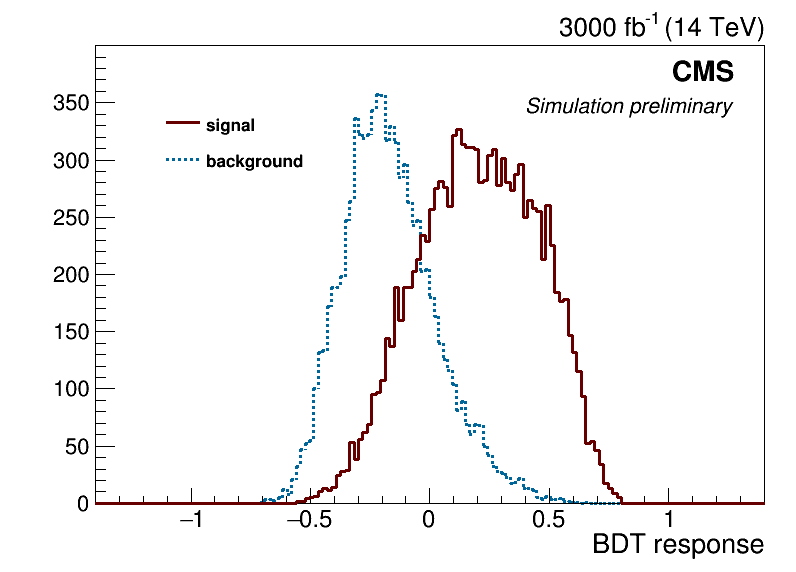 3000 fb-1 (14 TeV)
CMS
Simulation preliminary
signal
background
350
300
250
200
150
100
50
0
−1 −0.5 0 0.5 1
BDT response